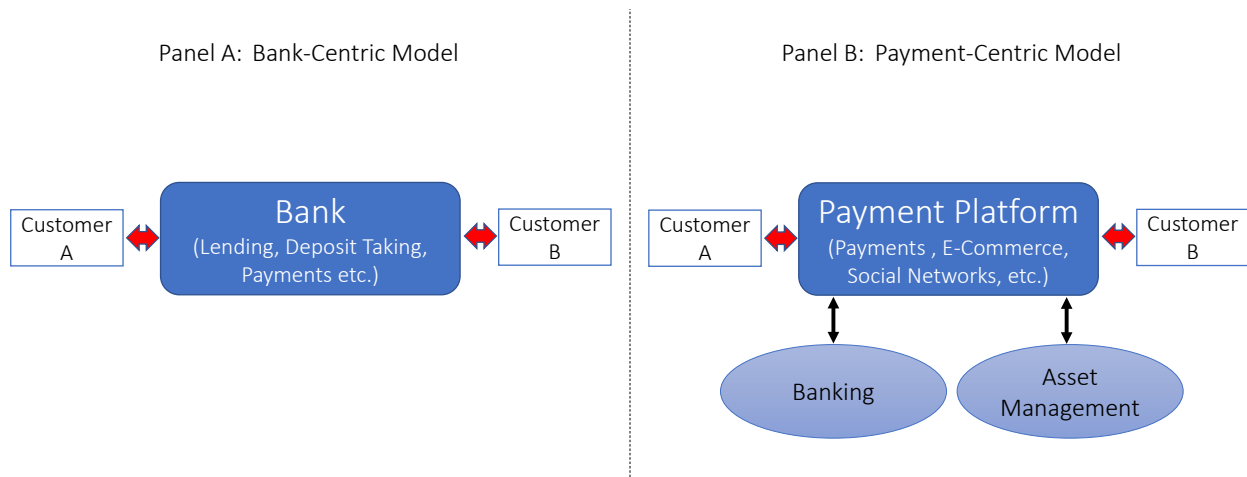 Panel A: Bank-Centric Model
Customer
A
Bank
(Lending, Deposit Taking,
Payments etc.)
Customer
B
Panel B: Payment-Centric Model
Customer
A
Payment Platform
(Payments , E-Commerce,
Social Networks, etc.)
Customer
B
Banking
Asset
Management